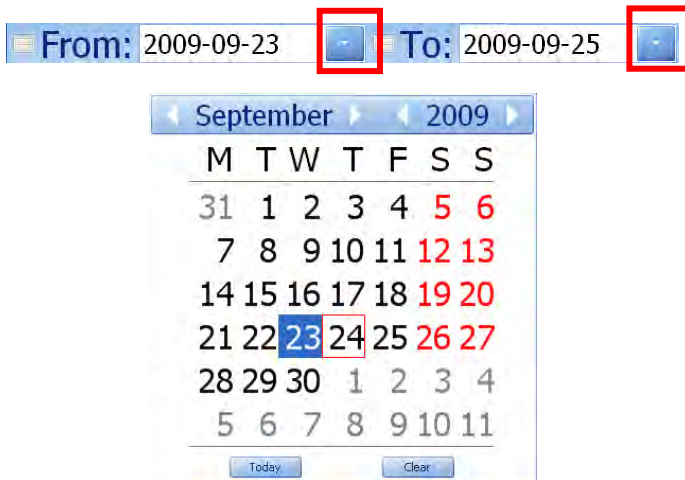 From: 2009-09-23 To: 2009-09-25
September 2009
M T W T F S S
31 1 2 3 4 5 6
7 8 9 10 11 12 13
14 15 16 17 18 19 20
21 22 23 24 25 26 27
28 29 30 1 2 3 4
5 6 7 8 9 10 11
Today Clear